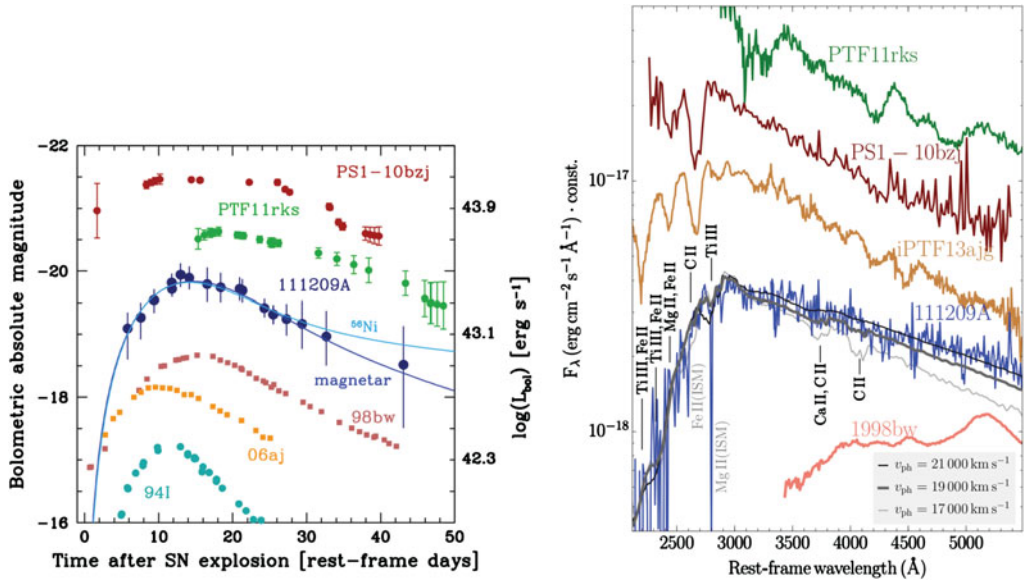 Bolometric absolute magnitude
-22
-20
-18
-16
PS1-10bzj
PTF11rks
111209A
⁵⁶Ni
magnetar
98bw
06aj
94I
43.9
43.1
42.3
log(L_bol) [erg s⁻¹]
0 10 20 30 40 50
Time after SN explosion [rest-frame days]
F_λ (erg cm⁻² s⁻¹ Å⁻¹) · const.
10⁻¹⁷
10⁻¹⁸
PTF11rks
PS1 – 10bzj
iPTF13ajg
111209A
1998bw
Ti III, Fe II
Ti III, Fe II
Mg II, Fe II
C II
Ti III
Fe II (ISM)
Mg II (ISM)
Ca II, C II
C II
v_ph = 21 000 km s⁻¹
v_ph = 19 000 km s⁻¹
v_ph = 17 000 km s⁻¹
2500 3000 3500 4000 4500 5000
Rest-frame wavelength (Å)